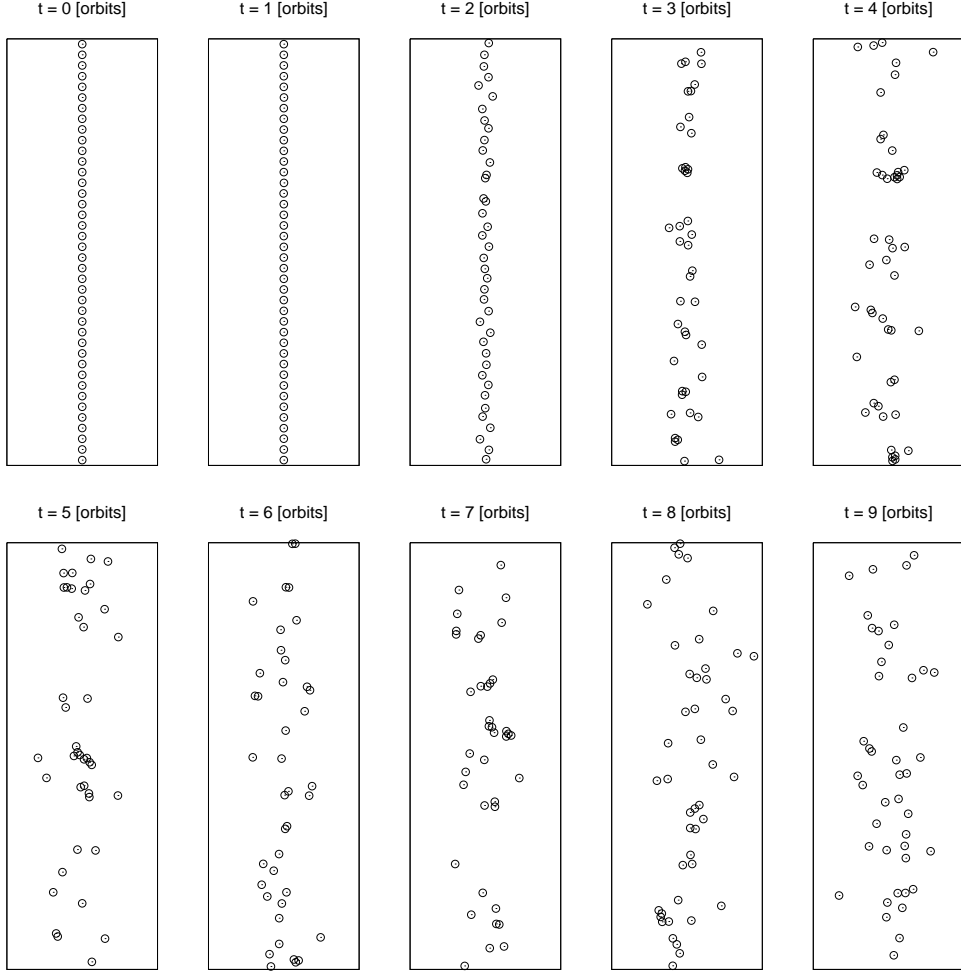 t = 0 [orbits] t = 1 [orbits] t = 2 [orbits] t = 3 [orbits] t = 4 [orbits]
t = 5 [orbits] t = 6 [orbits] t = 7 [orbits] t = 8 [orbits] t = 9 [orbits]